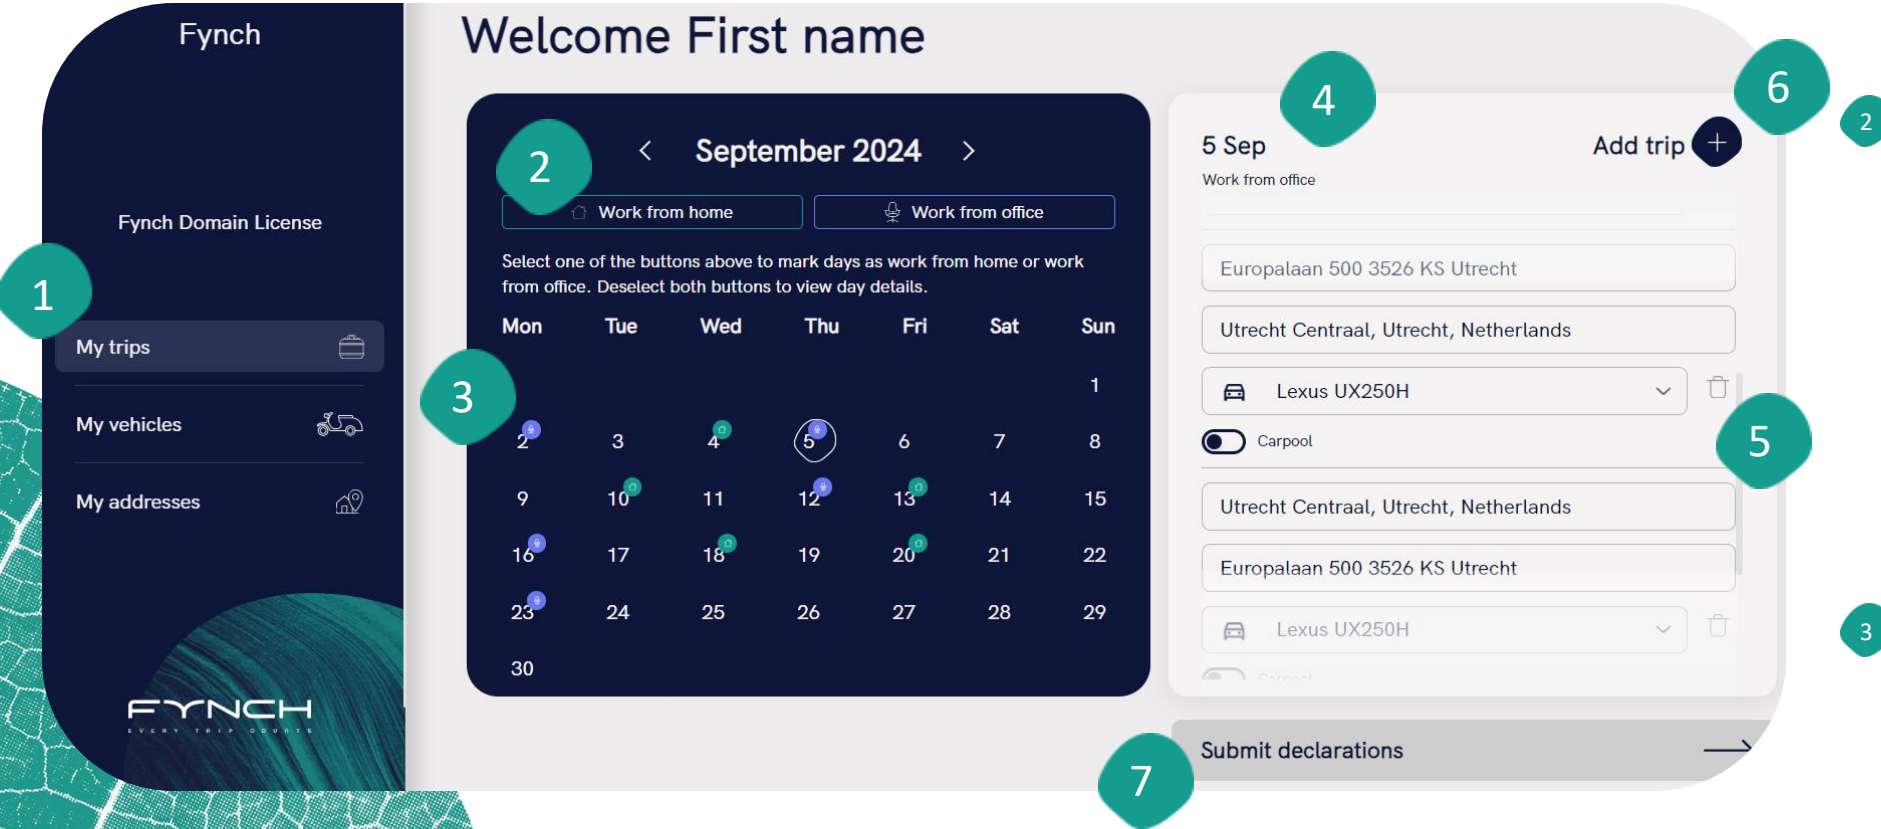 Fynch
Fynch Domain License
1
My trips
My vehicles
My addresses
FYNCH
EVERY TRIP COUNTS
Welcome First name
2
< September 2024 >
Work from home
Work from office
Select one of the buttons above to mark days as work from home or work
from office. Deselect both buttons to view day details.
3
Mon Tue Wed Thu Fri Sat Sun
1
2 3 4 5 6 7 8
9 10 11 12 13 14 15
16 17 18 19 20 21 22
23 24 25 26 27 28 29
30
4
6
5 Sep
Add trip +
Work from office
Europalaan 500 3526 KS Utrecht
Utrecht Centraal, Utrecht, Netherlands
Lexus UX250H
Carpool
5
Utrecht Centraal, Utrecht, Netherlands
Europalaan 500 3526 KS Utrecht
Lexus UX250H
Carpool
7
Submit declarations
2
3